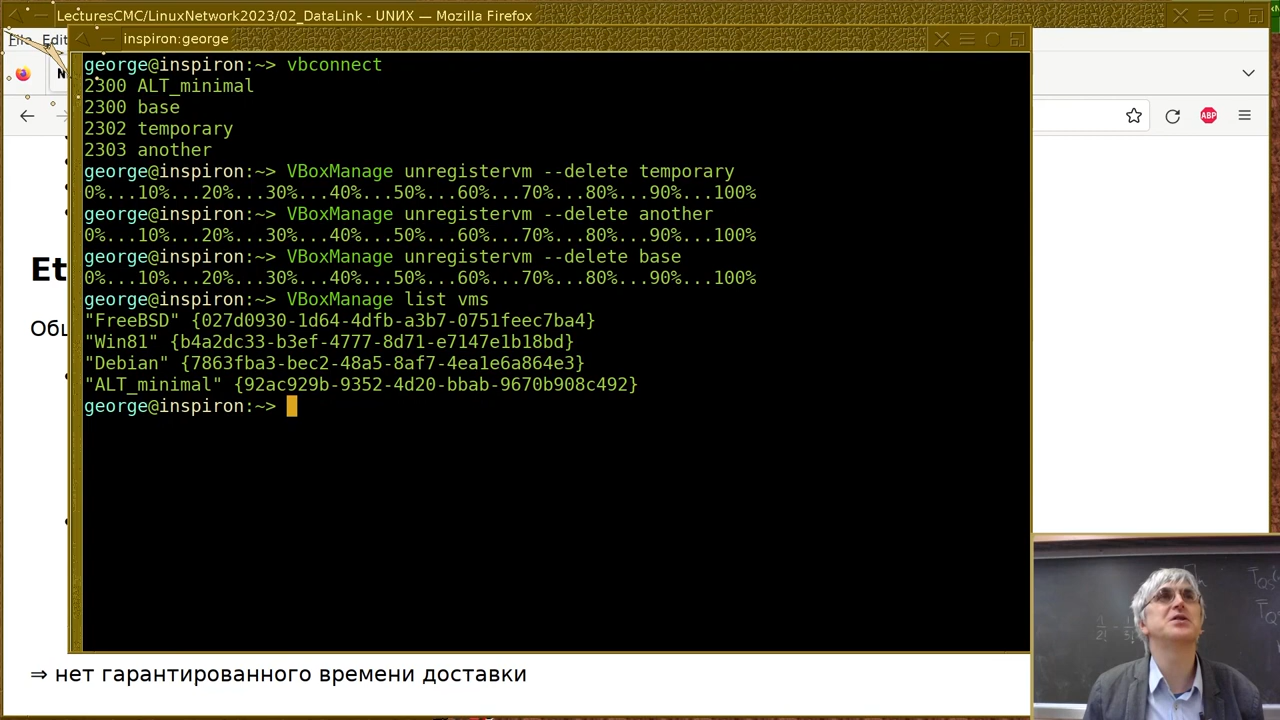 LecturesCMC/LinuxNetwork2023/02_DataLink - UNИX — Mozilla Firefox
File Edit
inspiron:george
george@inspiron:~> vbconnect
2300 ALT_minimal
2300 base
2302 temporary
2303 another
george@inspiron:~> VBoxManage unregistervm --delete temporary
0%...10%...20%...30%...40%...50%...60%...70%...80%...90%...100%
george@inspiron:~> VBoxManage unregistervm --delete another
0%...10%...20%...30%...40%...50%...60%...70%...80%...90%...100%
george@inspiron:~> VBoxManage unregistervm --delete base
0%...10%...20%...30%...40%...50%...60%...70%...80%...90%...100%
george@inspiron:~> VBoxManage list vms
"FreeBSD" {027d0930-1d64-4dfb-a3b7-0751feec7ba4}
"Win81" {b4a2dc33-b3ef-4777-8d71-e7147e1b18bd}
"Debian" {7863fba3-bec2-48a5-8af7-4ea1e6a864e3}
"ALT_minimal" {92ac929b-9352-4d20-bbab-9670b908c492}
george@inspiron:~>
ABP
Et
⇒ нет гарантированного времени доставки